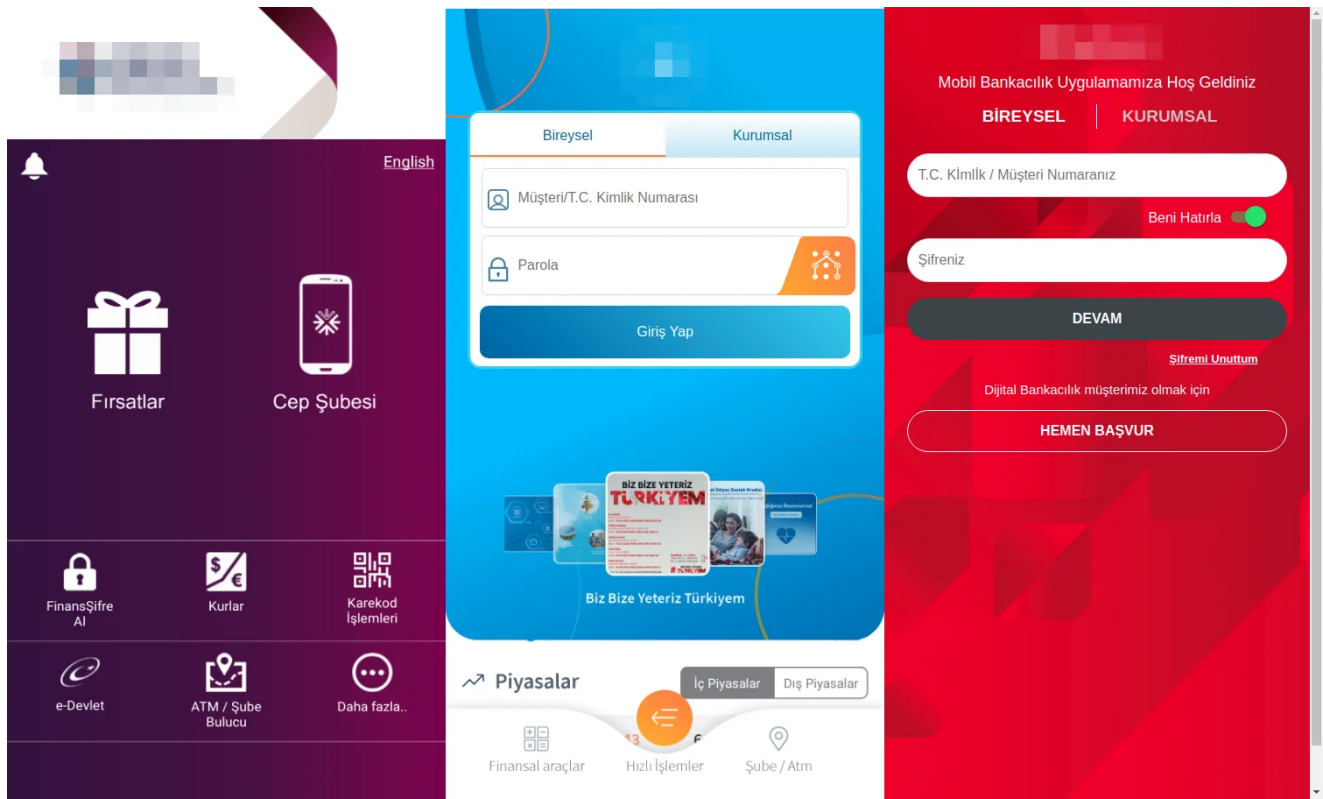 English
Fırsatlar
Cep Şubesi
FinansŞifre
Al
Kurlar
Karekod
İşlemleri
e-Devlet
ATM / Şube
Bulucu
Daha fazla..
Bireysel
Kurumsal
Müşteri/T.C. Kimlik Numarası
Parola
Giriş Yap
BİZ BİZE YETERİZ
TÜRKİYEM
Biz Bize Yeteriz Türkiyem
Piyasalar
İç Piyasalar
Dış Piyasalar
Finansal araçlar
Hızlı İşlemler
Şube / Atm
Mobil Bankacılık Uygulamamıza Hoş Geldiniz
BİREYSEL
KURUMSAL
T.C. Kİmlİk / Müşteri Numaranız
Beni Hatırla
Şifreniz
DEVAM
Şifremi Unuttum
Dijital Bankacılık müşterimiz olmak için
HEMEN BAŞVUR